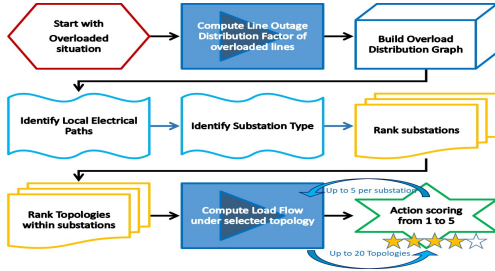 Start with
Overloaded
situation
Compute Line Outage
Distribution Factor of
overloaded lines
Build Overload
Distribution Graph
Identify Local Electrical
Paths
Identify Substation Type
Rank substations
Rank Topologies
within substations
Compute Load Flow
under selected topology
Up to 5 per substation
Action scoring
from 1 to 5
Up to 20 Topologies